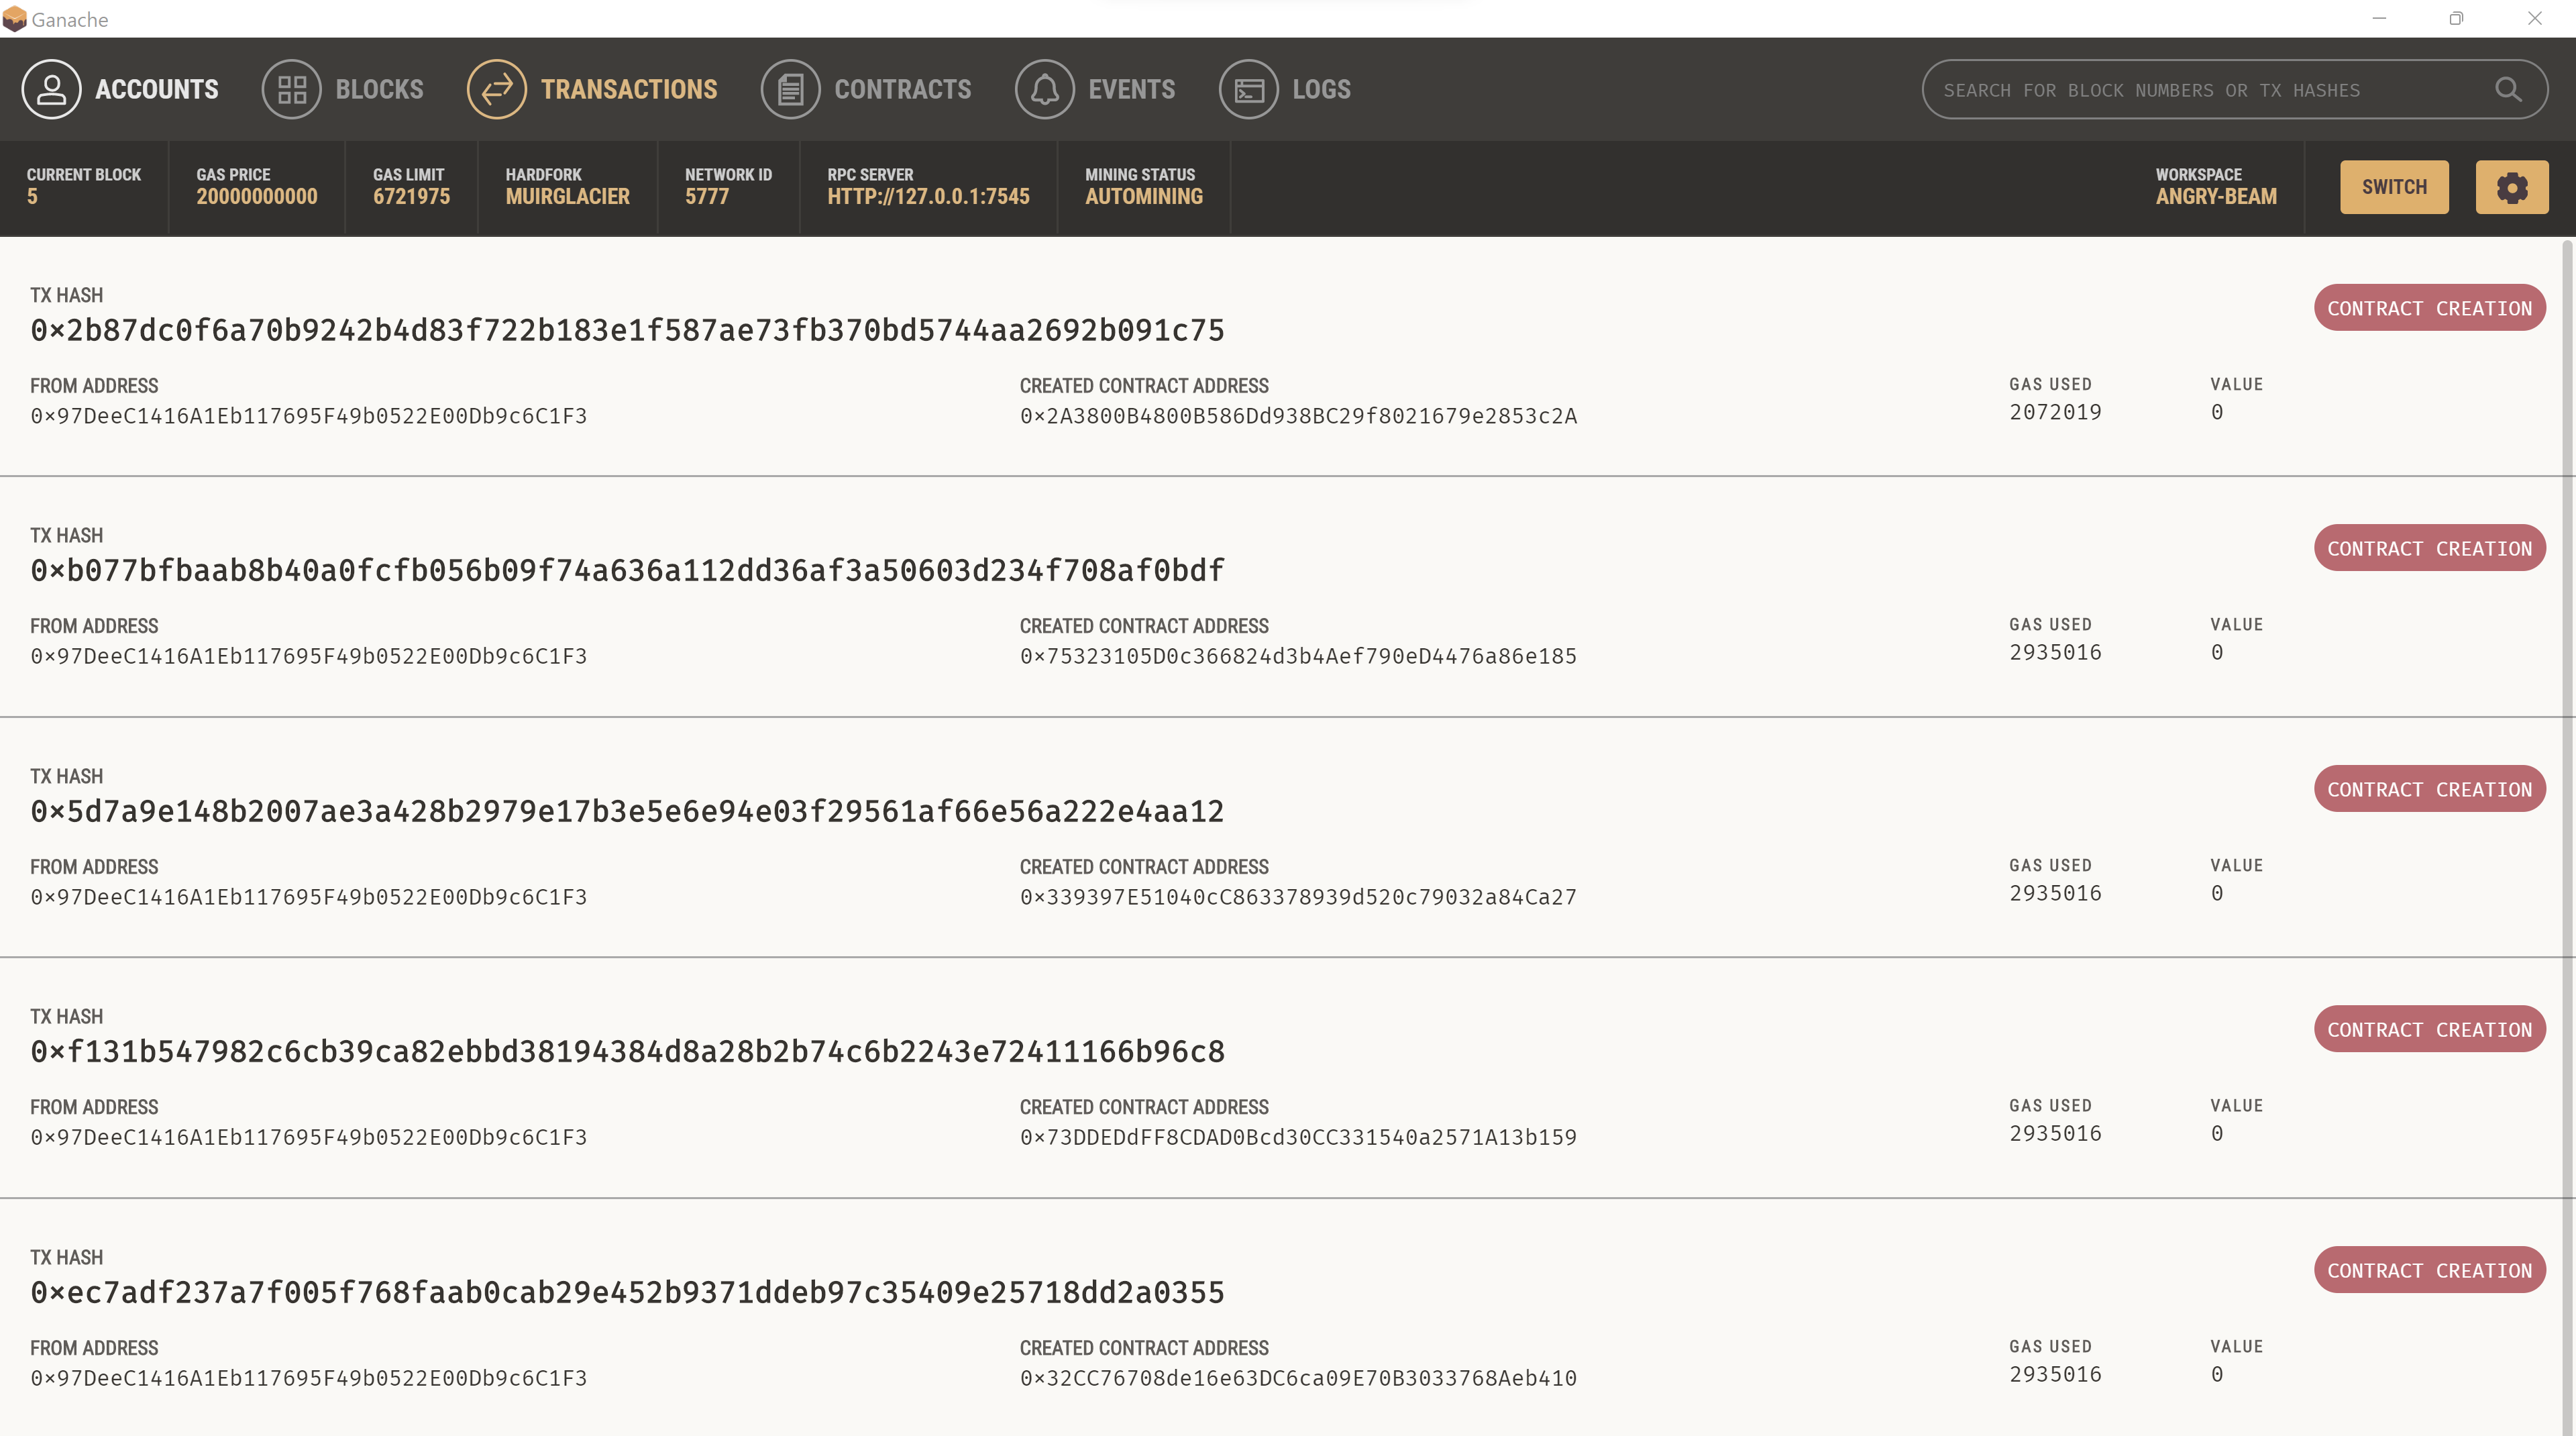 Ganache
ACCOUNTS BLOCKS TRANSACTIONS CONTRACTS EVENTS LOGS SEARCH FOR BLOCK NUMBERS OR TX HASHES
CURRENT BLOCK GAS PRICE GAS LIMIT HARDFORK NETWORK ID RPC SERVER MINING STATUS WORKSPACE
5 20000000000 6721975 MUIRGLACIER 5777 HTTP://127.0.0.1:7545 AUTOMINING ANGRY-BEAM SWITCH
TX HASH
0×2b87dc0f6a70b9242b4d83f722b183e1f587ae73fb370bd5744aa2692b091c75 CONTRACT CREATION
FROM ADDRESS CREATED CONTRACT ADDRESS GAS USED VALUE
0×97DeeC1416A1Eb117695F49b0522E00Db9c6C1F3 0×2A3800B4800B586Dd938BC29f8021679e2853c2A 2072019 0
TX HASH
0×b077bfbaab8b40a0fcfb056b09f74a636a112dd36af3a50603d234f708af0bdf CONTRACT CREATION
FROM ADDRESS CREATED CONTRACT ADDRESS GAS USED VALUE
0×97DeeC1416A1Eb117695F49b0522E00Db9c6C1F3 0×75323105D0c366824d3b4Aef790eD4476a86e185 2935016 0
TX HASH
0×5d7a9e148b2007ae3a428b2979e17b3e5e6e94e03f29561af66e56a222e4aa12 CONTRACT CREATION
FROM ADDRESS CREATED CONTRACT ADDRESS GAS USED VALUE
0×97DeeC1416A1Eb117695F49b0522E00Db9c6C1F3 0×339397E51040cC863378939d520c79032a84Ca27 2935016 0
TX HASH
0×f131b547982c6cb39ca82ebbd38194384d8a28b2b74c6b2243e72411166b96c8 CONTRACT CREATION
FROM ADDRESS CREATED CONTRACT ADDRESS GAS USED VALUE
0×97DeeC1416A1Eb117695F49b0522E00Db9c6C1F3 0×73DDEDdFF8CDAD0Bcd30CC331540a2571A13b159 2935016 0
TX HASH
0×ec7adf237a7f005f768faab0cab29e452b9371ddeb97c35409e25718dd2a0355 CONTRACT CREATION
FROM ADDRESS CREATED CONTRACT ADDRESS GAS USED VALUE
0×97DeeC1416A1Eb117695F49b0522E00Db9c6C1F3 0×32CC76708de16e63DC6ca09E70B3033768Aeb410 2935016 0